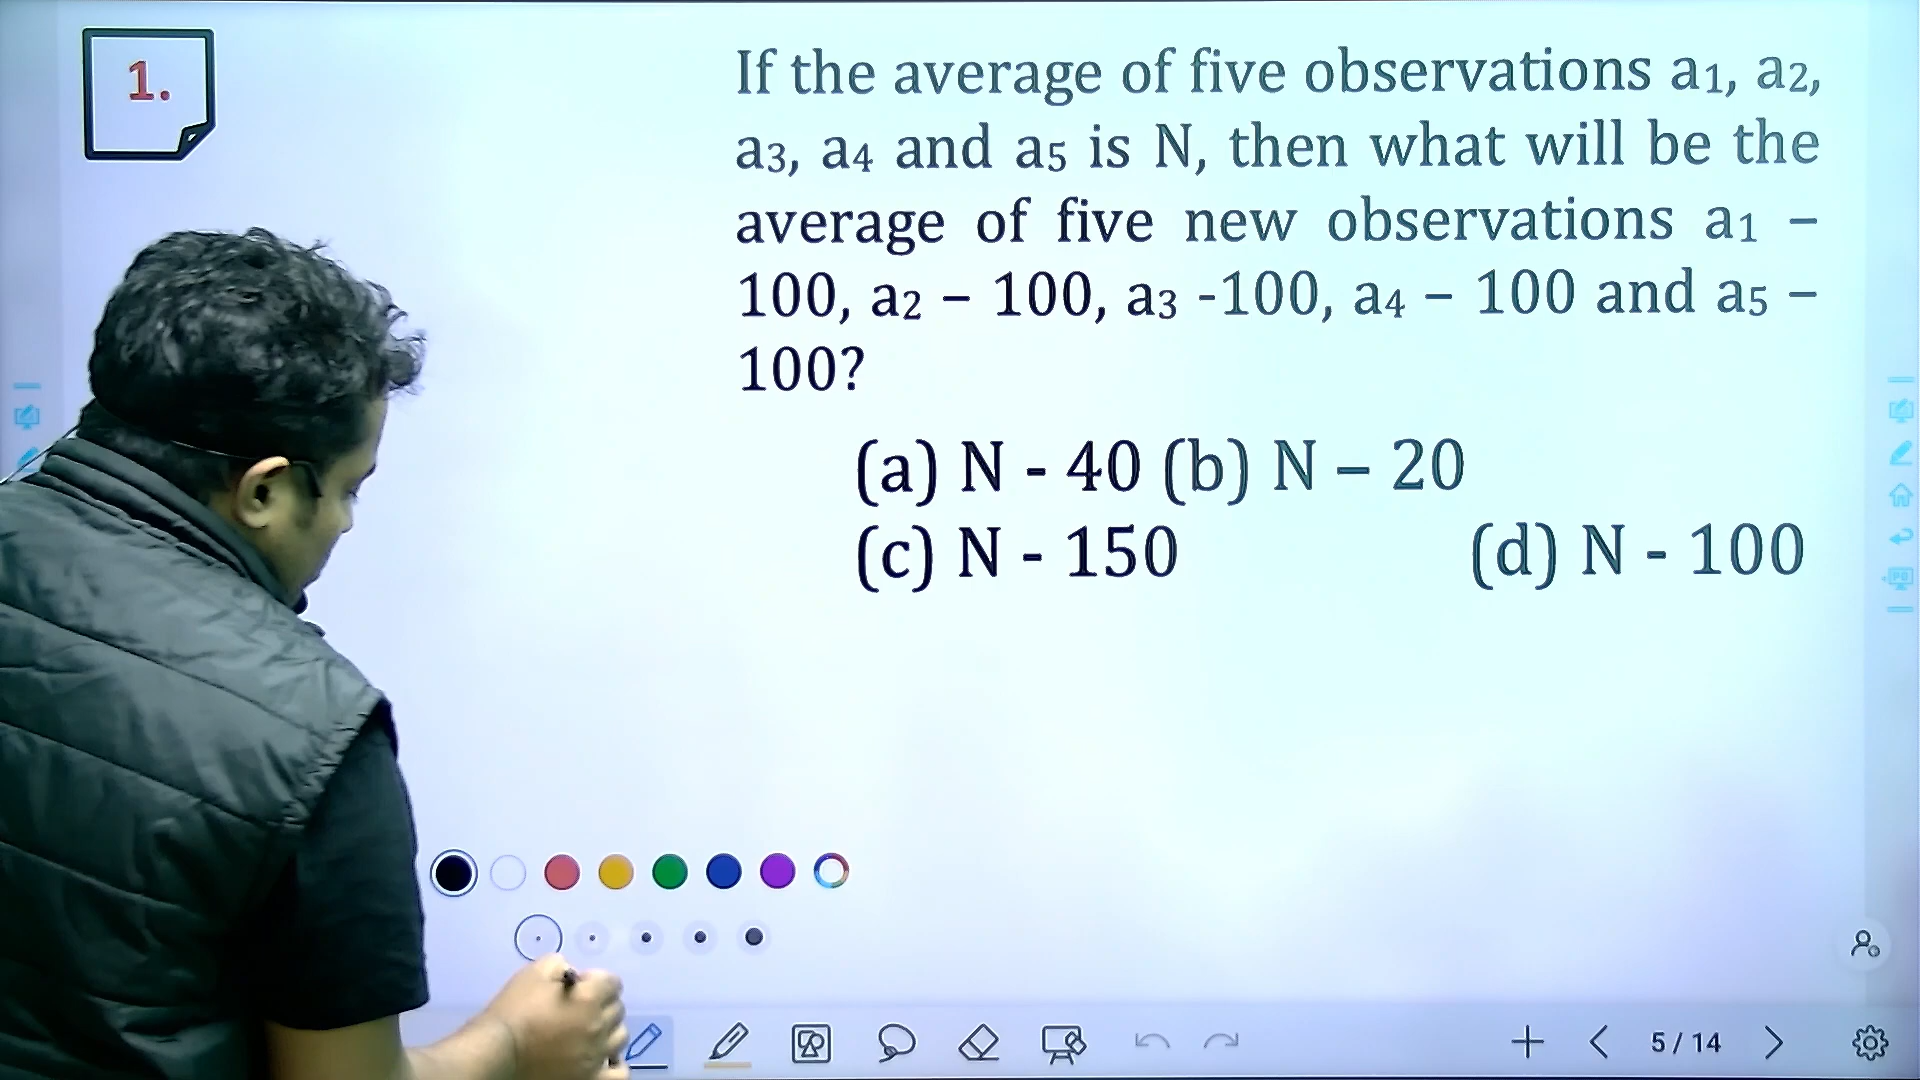 1.
If the average of five observations a1, a2,
a3, a4 and a5 is N, then what will be the
average of five new observations a1 –
100, a2 – 100, a3 -100, a4 – 100 and a5 –
100?
(a) N - 40 (b) N – 20
(c) N - 150 (d) N - 100
5 / 14